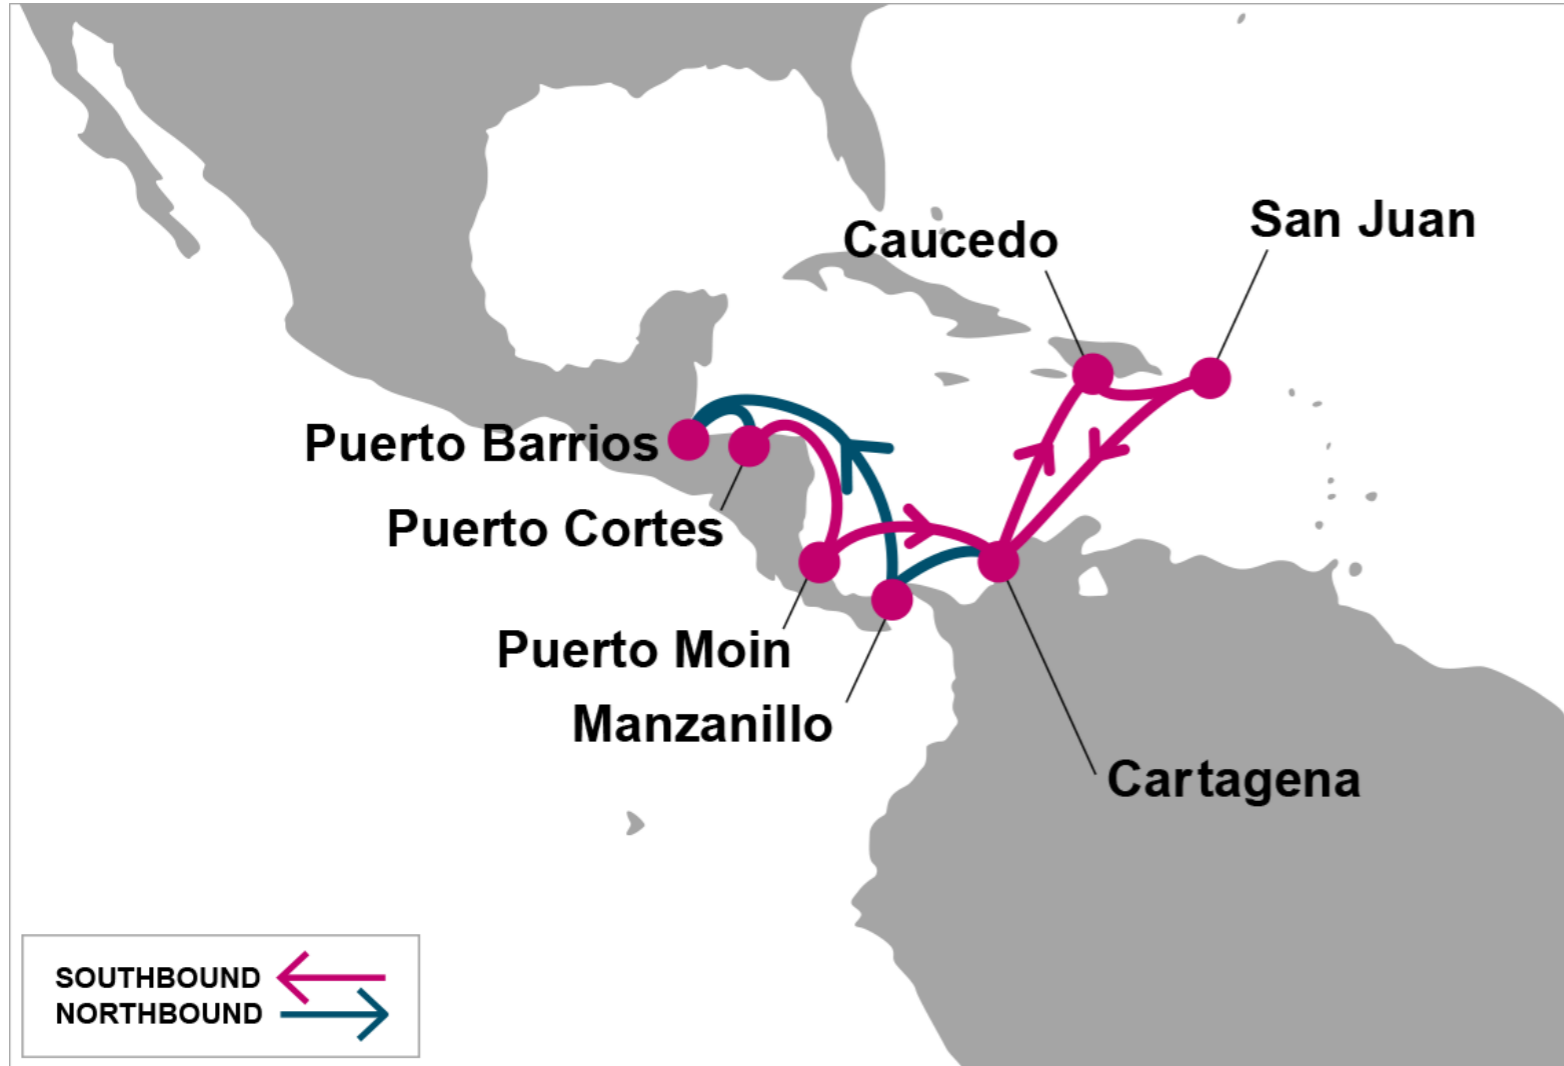 San Juan
Caucedo
Puerto Barrios
Puerto Cortes
Puerto Moin
Manzanillo
Cartagena
SOUTHBOUND
NORTHBOUND